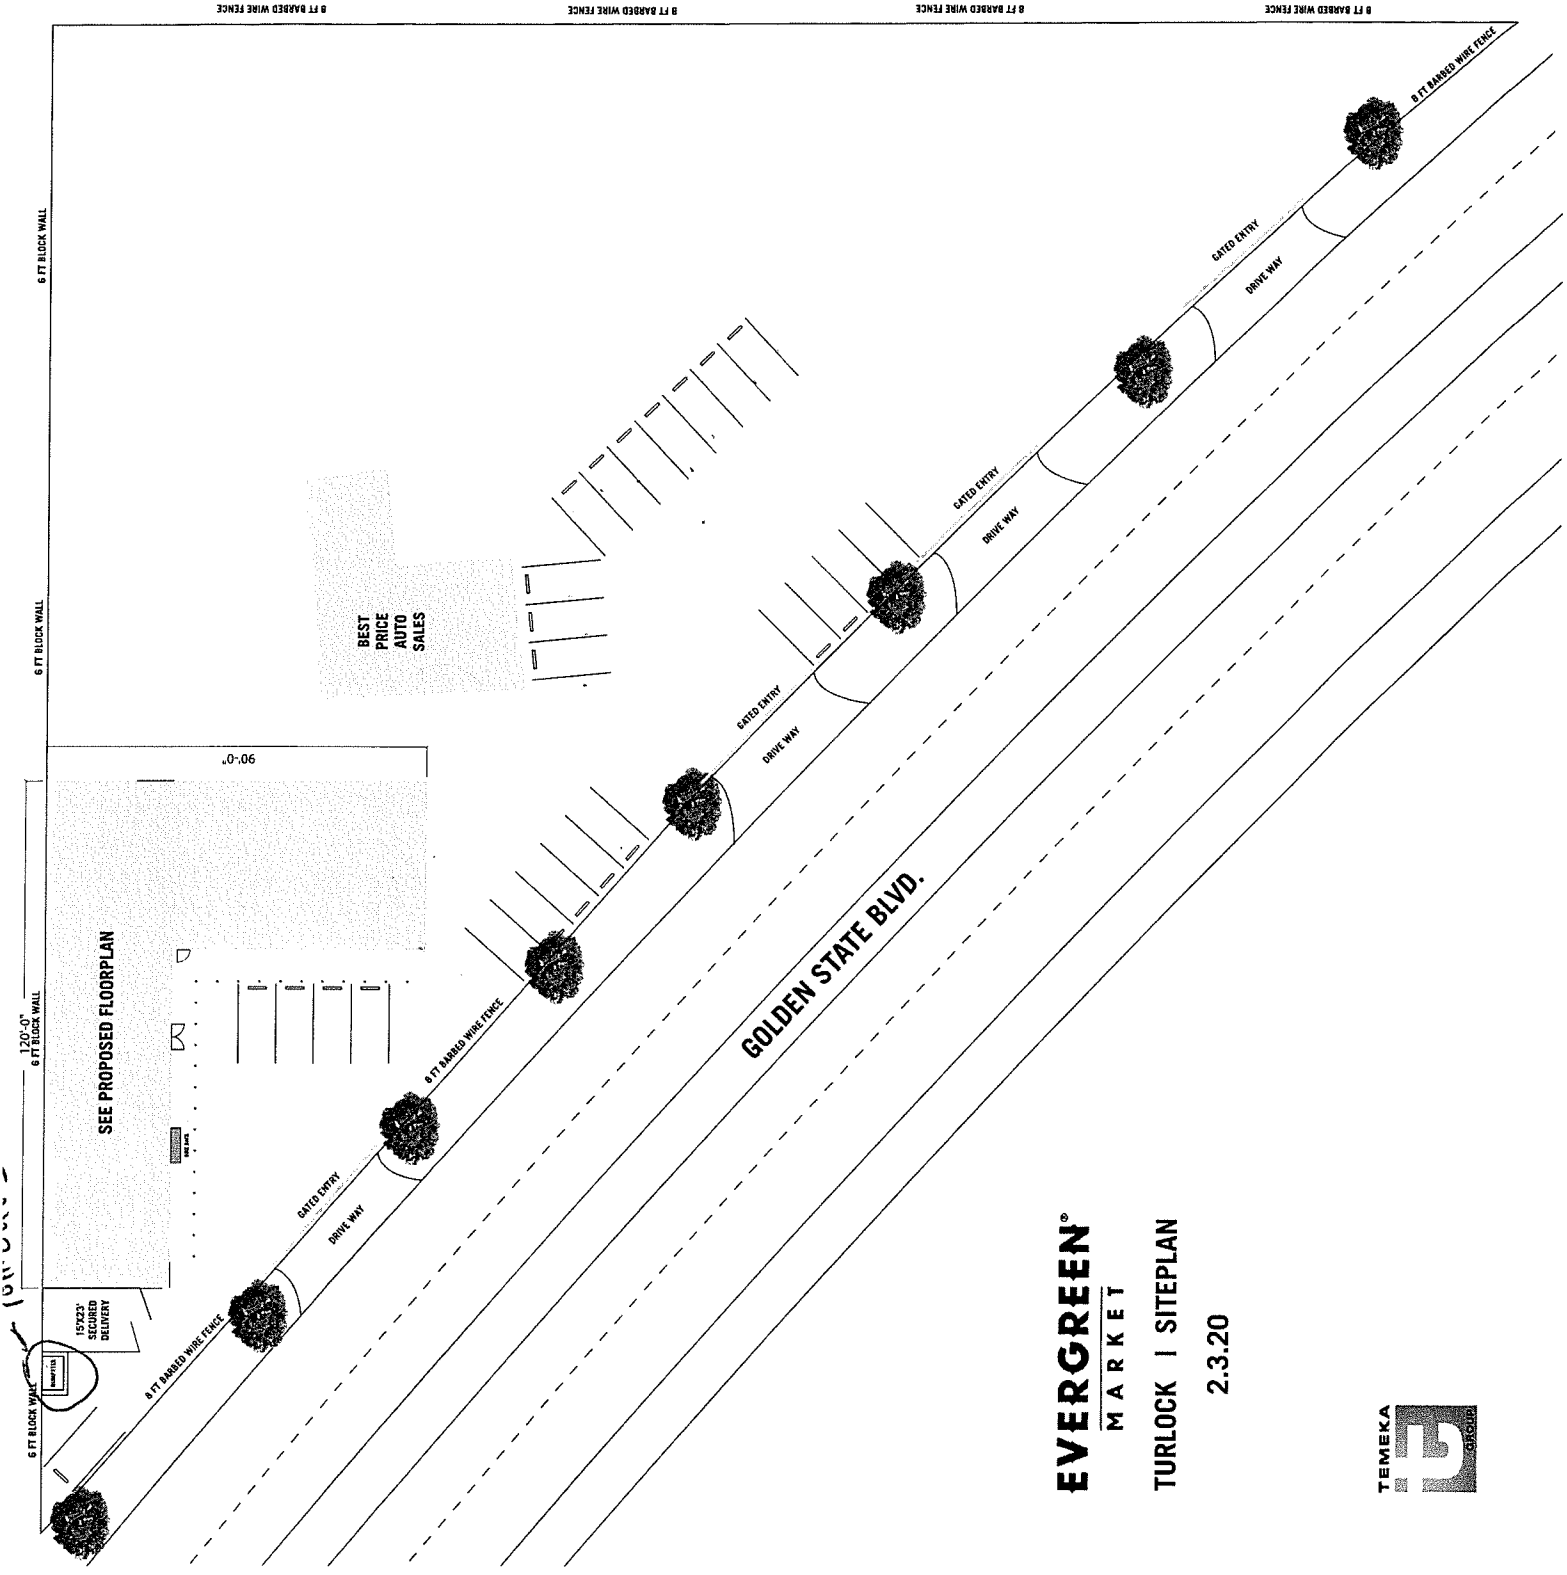 8 FT BARBED WIRE FENCE
8 FT BARBED WIRE FENCE
8 FT BARBED WIRE FENCE
8 FT BARBED WIRE FENCE
8 FT BARBED WIRE FENCE
6 FT BLOCK WALL
6 FT BLOCK WALL
6 FT BLOCK WALL
6 FT BLOCK WALL
120'-0"
90'-0"
SEE PROPOSED FLOORPLAN
BEST
PRICE
AUTO
SALES
15'X23'
SECURED
DELIVERY
DUMPSTER
8 FT BARBED WIRE FENCE
GATED ENTRY
DRIVE WAY
8 FT BARBED WIRE FENCE
GATED ENTRY
DRIVE WAY
GATED ENTRY
DRIVE WAY
GATED ENTRY
DRIVE WAY
GOLDEN STATE BLVD.
EVERGREEN®
MARKET
TURLOCK | SITEPLAN
2.3.20
TEMEKA
GROUP